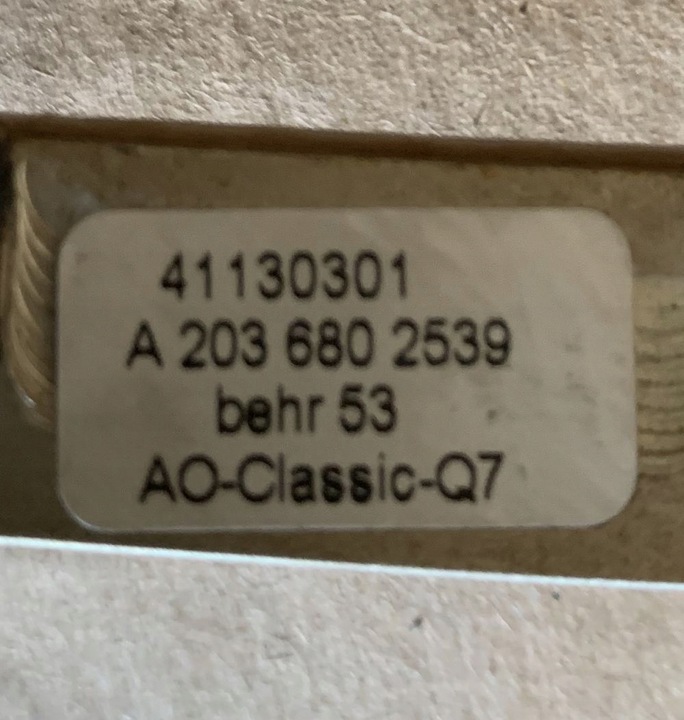 41130301
A 203 680 2539
behr 53
AO-Classic-Q7